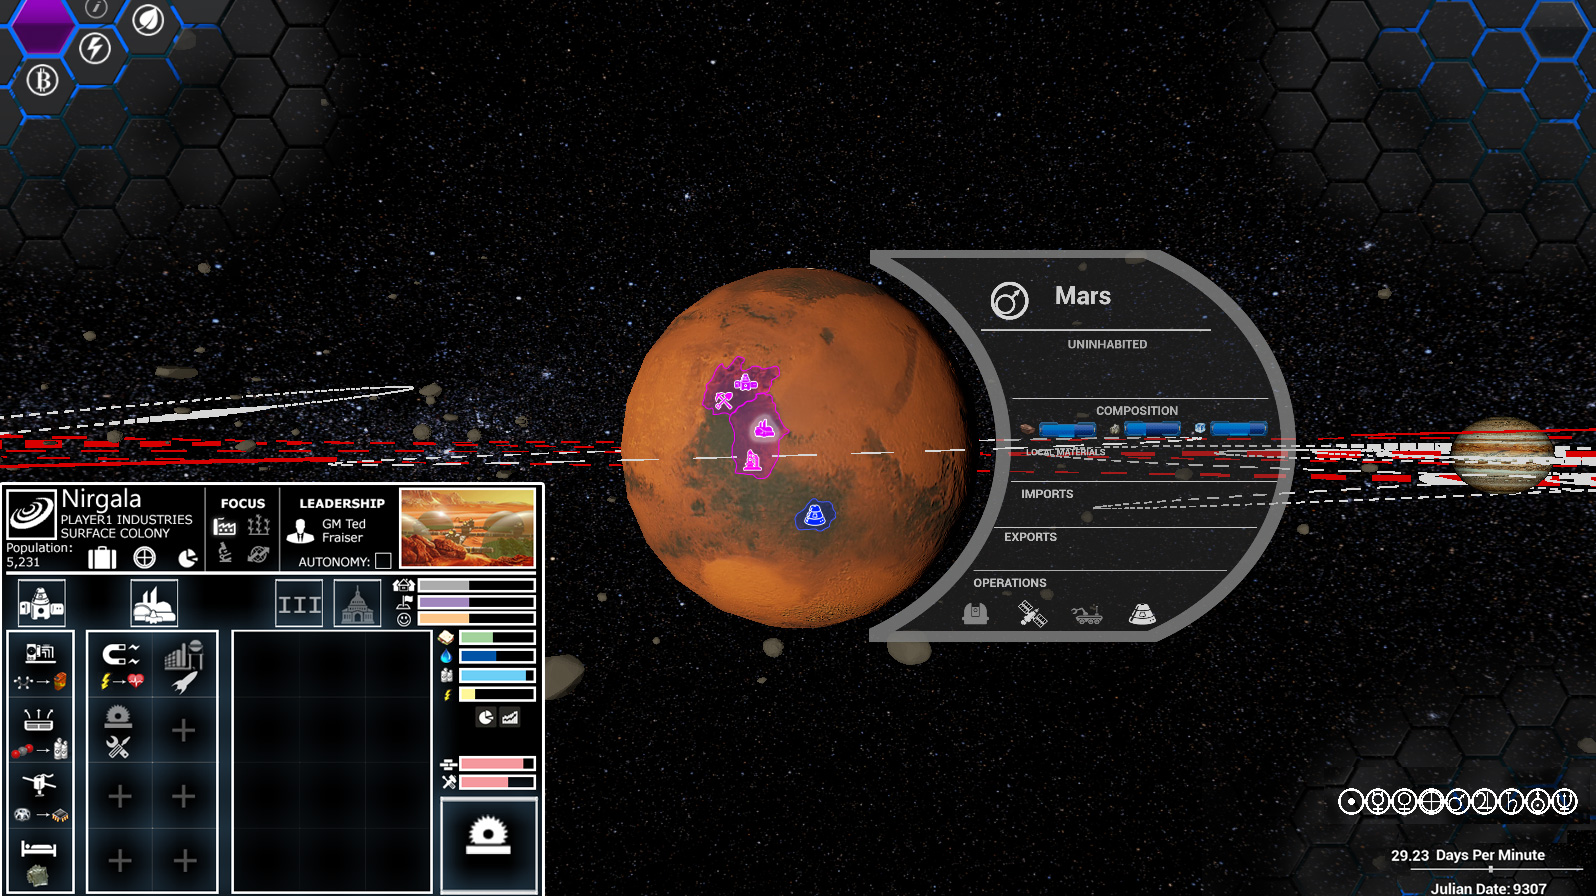 Mars
UNINHABITED
COMPOSITION
LOCAL MATERIALS
IMPORTS
EXPORTS
OPERATIONS
Nirgala
PLAYER1 INDUSTRIES
SURFACE COLONY
Population:
5,231
FOCUS
LEADERSHIP
GM Ted
Fraiser
AUTONOMY:
III
29.23 Days Per Minute
Julian Date: 9307